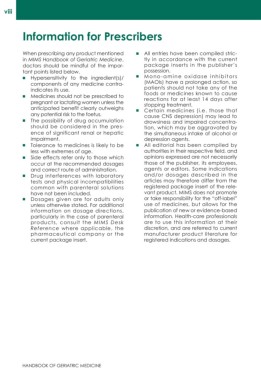 viii
Information for Prescribers
When prescribing any product mentioned
in MIMS Handbook of Geriatric Medicine,
doctors should be mindful of the impor-
tant points listed below.
● Hypersensitivity to the ingredient(s)/
components of any medicine contra-
indicates its use.
● Medicines should not be prescribed to
pregnant or lactating women unless the
anticipated benefit clearly outweighs
any potential risk to the foetus.
● The possibility of drug accumulation
should be considered in the pres-
ence of significant renal or hepatic
impairment.
● Tolerance to medicines is likely to be
less with extremes of age.
● Side effects refer only to those which
occur at the recommended dosages
and correct route of administration.
● Drug interferences with laboratory
tests and physical incompatibilities
common with parenteral solutions
have not been included.
● Dosages given are for adults only
unless otherwise stated. For additional
information on dosage directions,
particularly in the case of parenteral
products, consult the MIMS Desk
Reference where applicable, the
pharmaceutical company or the
current package insert.
● All entries have been compiled stric-
tly in accordance with the current
package inserts in the publisher's
possession.
● Mono-amine oxidase inhibitors
(MAOIs) have a prolonged action, so
patients should not take any of the
foods or medicines known to cause
reactions for at least 14 days after
stopping treatment.
● Certain medicines (i.e. those that
cause CNS depression) may lead to
drowsiness and impaired concentra-
tion, which may be aggravated by
the simultaneous intake of alcohol or
depression agents.
● All editorial has been compiled by
authorities in their respective field, and
opinions expressed are not necessarily
those of the publisher, its employees,
agents or editors. Some indications
and/or dosages described in the
articles may therefore differ from the
registered package insert of the rele-
vant product. MIMS does not promote
or take responsibility for the "off-label"
use of medicines, but allows for the
publication of new or evidence-based
information. Health-care professionals
are to use this information at their
discretion, and are referred to current
manufacturer product literature for
registered indications and dosages.
HANDBOOK OF GERIATRIC MEDICINE